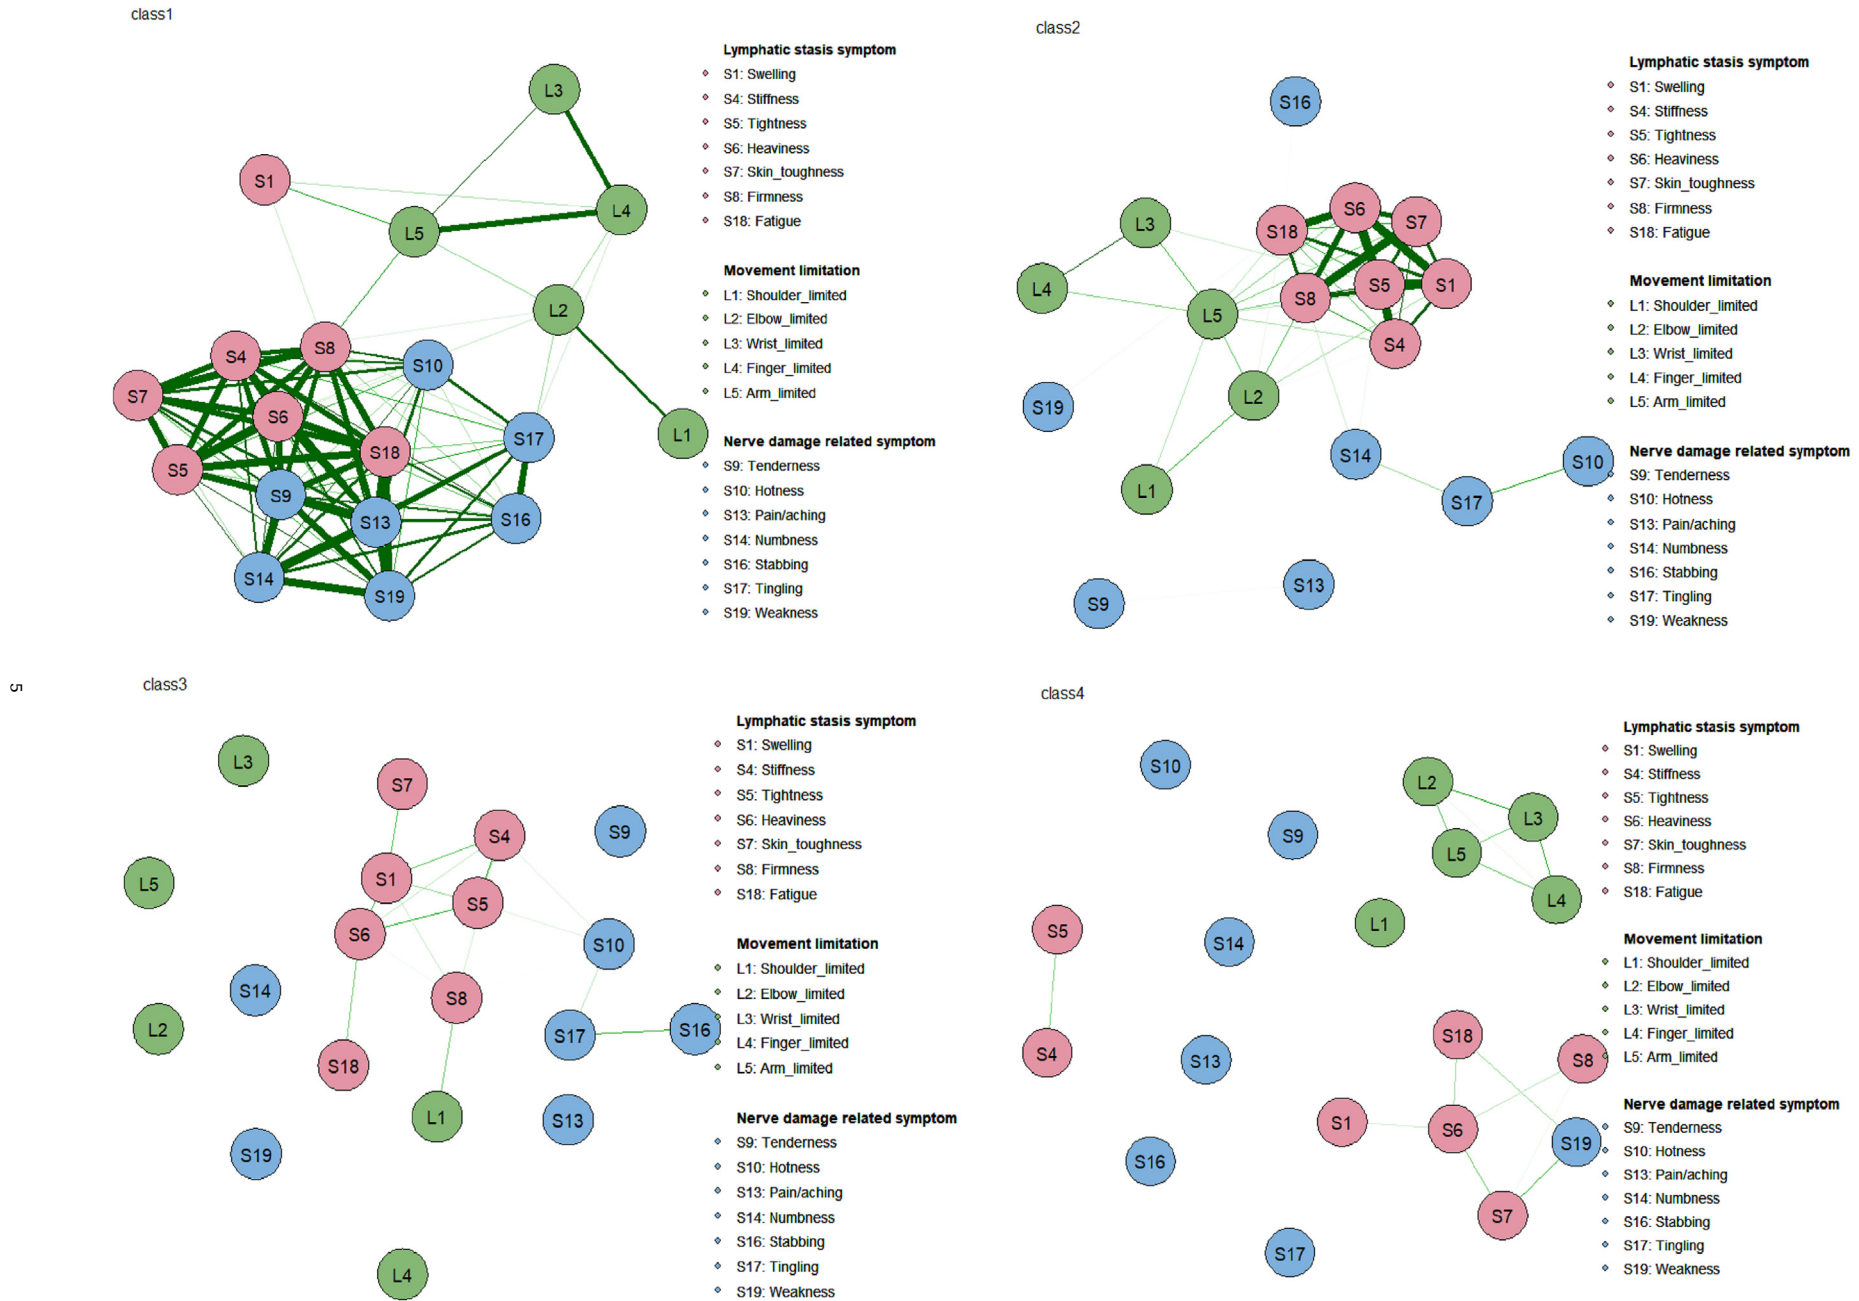 class1
L3
S1
L4
L5
L2
S8
S4
S10
S7
S6
L1
S17
S18
S5
S9
S13
S16
S14
S19
Lymphatic stasis symptom
S1: Swelling
S4: Stiffness
S5: Tightness
S6: Heaviness
S7: Skin_toughness
S8: Firmness
S18: Fatigue
Movement limitation
L1: Shoulder_limited
L2: Elbow_limited
L3: Wrist_limited
L4: Finger_limited
L5: Arm_limited
Nerve damage related symptom
S9: Tenderness
S10: Hotness
S13: Pain/aching
S14: Numbness
S16: Stabbing
S17: Tingling
S19: Weakness
class2
S16
S6
L3
S18
S7
L4
S5
S1
S8
L5
S4
L2
S19
S14
S10
L1
S17
S13
S9
Lymphatic stasis symptom
S1: Swelling
S4: Stiffness
S5: Tightness
S6: Heaviness
S7: Skin_toughness
S8: Firmness
S18: Fatigue
Movement limitation
L1: Shoulder_limited
L2: Elbow_limited
L3: Wrist_limited
L4: Finger_limited
L5: Arm_limited
Nerve damage related symptom
S9: Tenderness
S10: Hotness
S13: Pain/aching
S14: Numbness
S16: Stabbing
S17: Tingling
S19: Weakness
5
class3
L3
S7
S9
S4
S1
L5
S5
S6
S10
S14
S8
L2
S17
S16
S18
L1
S13
S19
L4
Lymphatic stasis symptom
S1: Swelling
S4: Stiffness
S5: Tightness
S6: Heaviness
S7: Skin_toughness
S8: Firmness
S18: Fatigue
Movement limitation
L1: Shoulder_limited
L2: Elbow_limited
L3: Wrist_limited
L4: Finger_limited
L5: Arm_limited
Nerve damage related symptom
S9: Tenderness
S10: Hotness
S13: Pain/aching
S14: Numbness
S16: Stabbing
S17: Tingling
S19: Weakness
class4
S10
L2
L3
S9
L5
L4
L1
S5
S14
S18
S4
S13
S8
S1
S6
S19
S16
S7
S17
Lymphatic stasis symptom
S1: Swelling
S4: Stiffness
S5: Tightness
S6: Heaviness
S7: Skin_toughness
S8: Firmness
S18: Fatigue
Movement limitation
L1: Shoulder_limited
L2: Elbow_limited
L3: Wrist_limited
L4: Finger_limited
L5: Arm_limited
Nerve damage related symptom
S9: Tenderness
S10: Hotness
S13: Pain/aching
S14: Numbness
S16: Stabbing
S17: Tingling
S19: Weakness